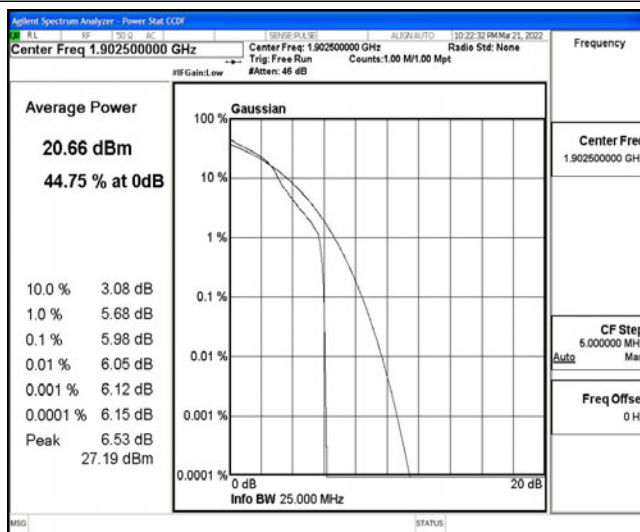 Agilent Spectrum Analyzer - Power Stat CCDF
RL RF 50 Ω AC SENSE:PULSE ALIGN AUTO 10:22:32 PM Mar 21, 2022
Center Freq 1.902500000 GHz
Center Freq: 1.902500000 GHz Radio Std: None
Trig: Free Run Counts:1.00 M/1.00 Mpt
#IFGain:Low #Atten: 46 dB
Frequency
Average Power
20.66 dBm
44.75 % at 0dB
10.0 % 3.08 dB
1.0 % 5.68 dB
0.1 % 5.98 dB
0.01 % 6.05 dB
0.001 % 6.12 dB
0.0001 % 6.15 dB
Peak 6.53 dB
27.19 dBm
Gaussian
100 %
10 %
1 %
0.1 %
0.01 %
0.001 %
0.0001 %
0 dB 20 dB
Info BW 25.000 MHz
Center Fre
1.902500000 GH
CF Step
5.000000 MH
Auto Ma
Freq Offse
0 H
MSG STATUS